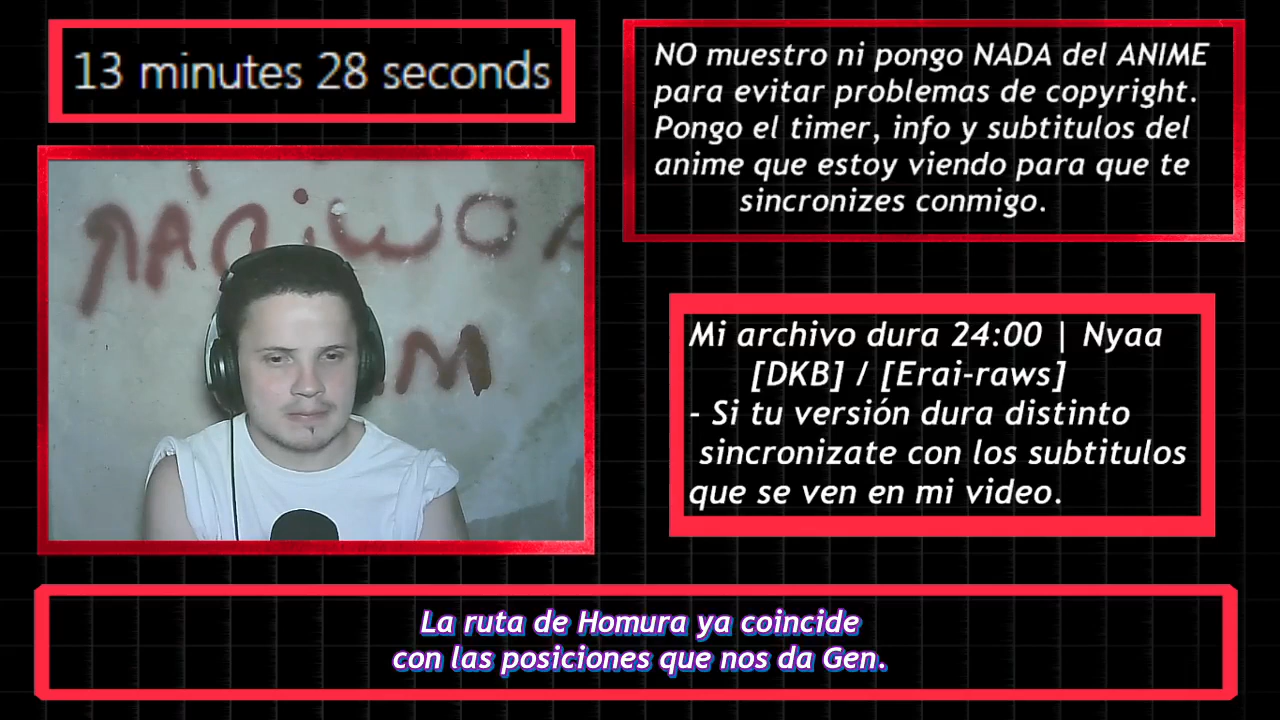 13 minutes 28 seconds
NO muestro ni pongo NADA del ANIME
para evitar problemas de copyright.
Pongo el timer, info y subtitulos del
anime que estoy viendo para que te
sincronizes conmigo.
Mi archivo dura 24:00 | Nyaa
[DKB] / [Erai-raws]
- Si tu versión dura distinto
sincronizate con los subtitulos
que se ven en mi video.
La ruta de Homura ya coincide
con las posiciones que nos da Gen.